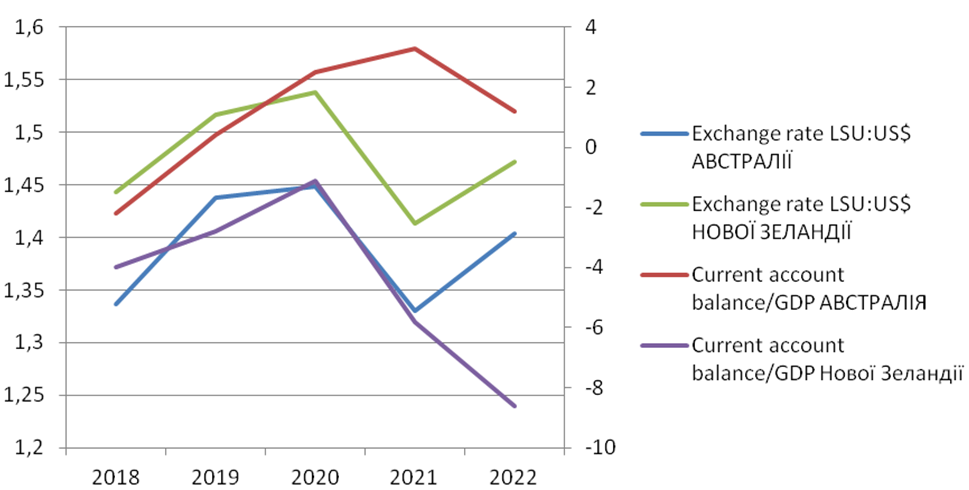 1,6
1,55
1,5
1,45
1,4
1,35
1,3
1,25
1,2
4
2
0
-2
-4
-6
-8
-10
2018 2019 2020 2021 2022
Exchange rate LSU:US$
АВСТРАЛІЇ
Exchange rate LSU:US$
НОВОЇ ЗЕЛАНДІЇ
Current account
balance/GDP АВСТРАЛІЯ
Current account
balance/GDP Нової Зеландії